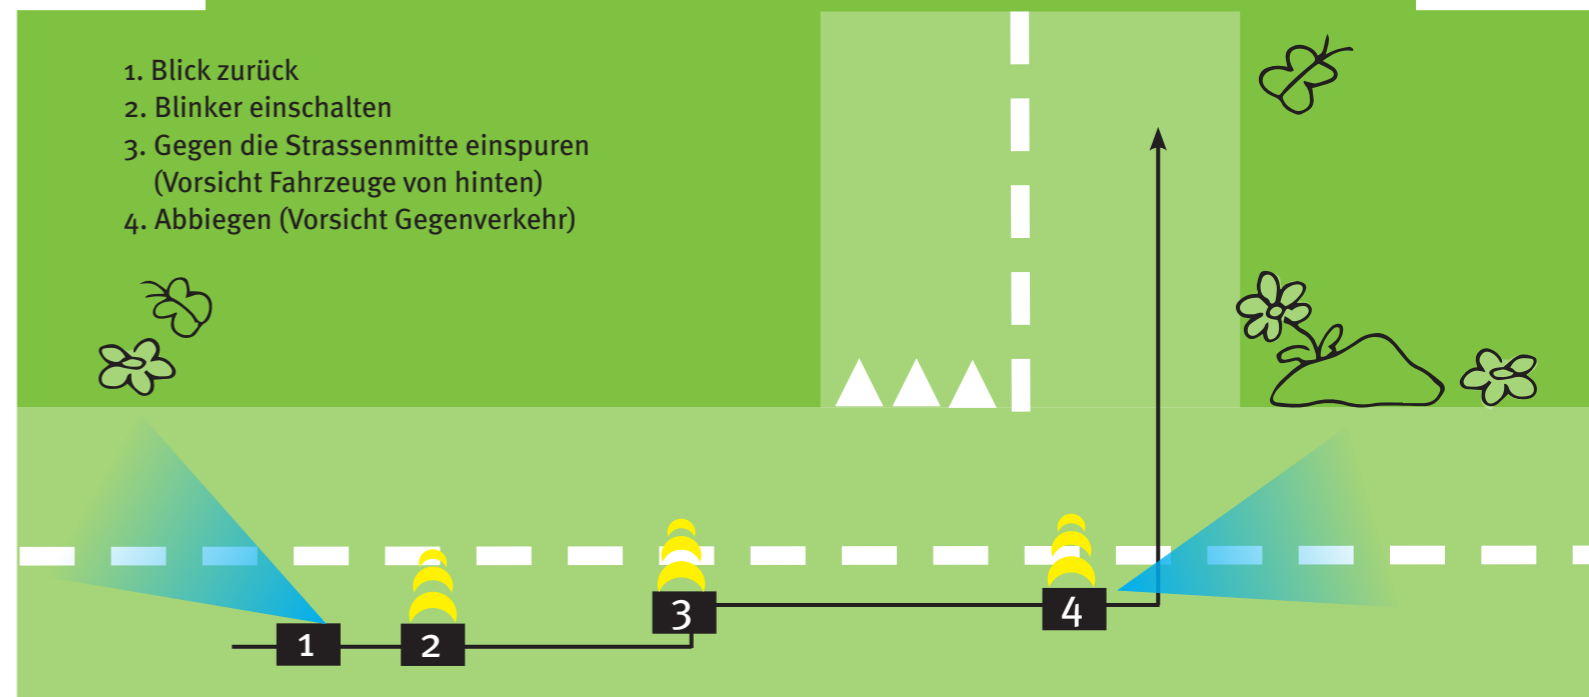 1. Blick zurück
2. Blinker einschalten
3. Gegen die Strassenmitte einspuren
(Vorsicht Fahrzeuge von hinten)
4. Abbiegen (Vorsicht Gegenverkehr)
1
2
3
4